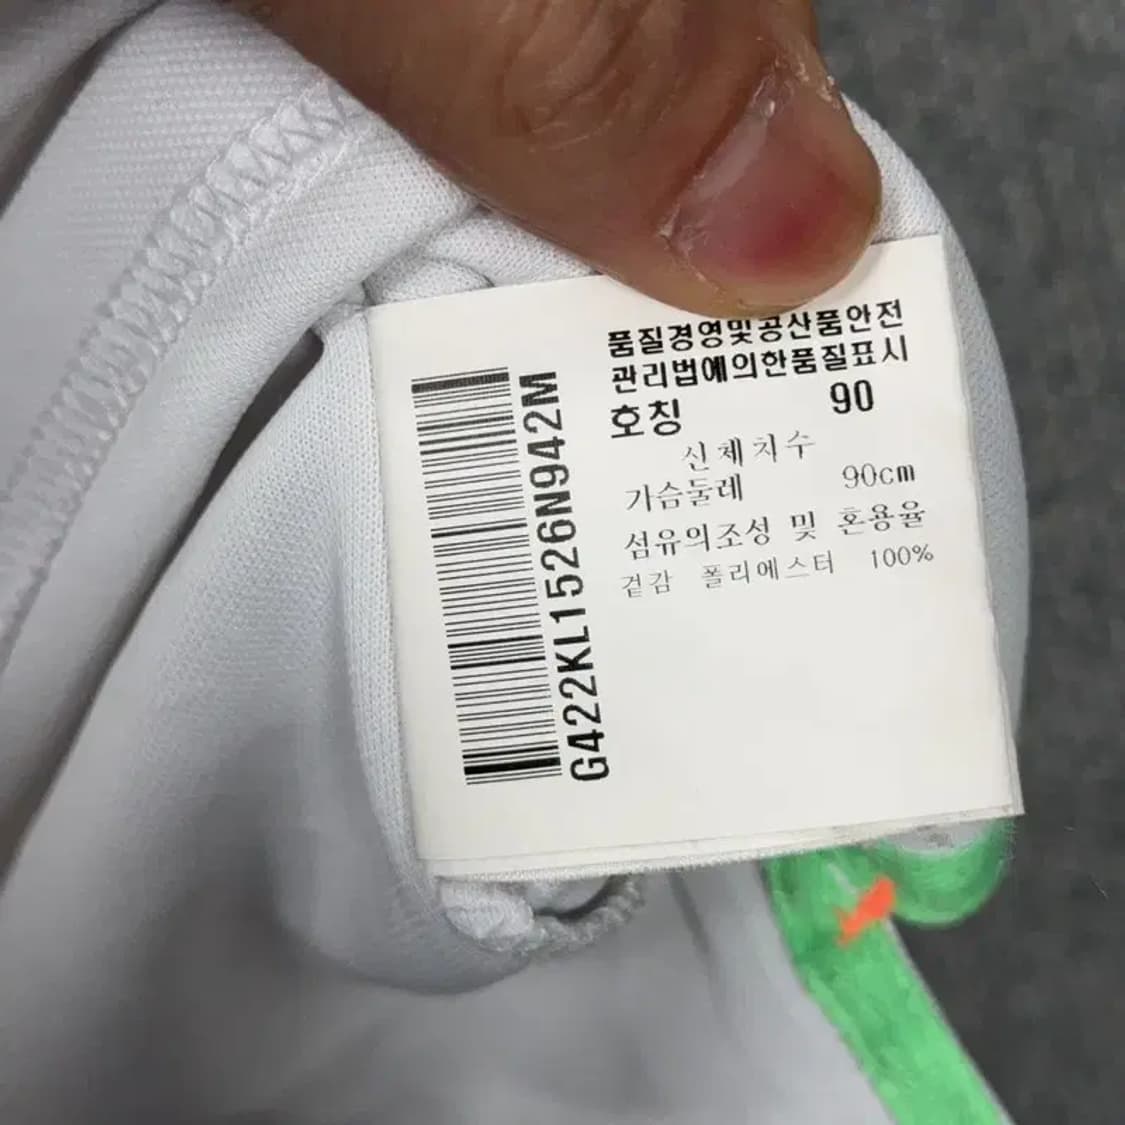 품질경영및공산품안전
관리법에의한품질표시
호칭 90
신체치수
가슴둘레 90cm
섬유의조성 및 혼용율
겉감 폴리에스터 100%
G422KL1526N942M